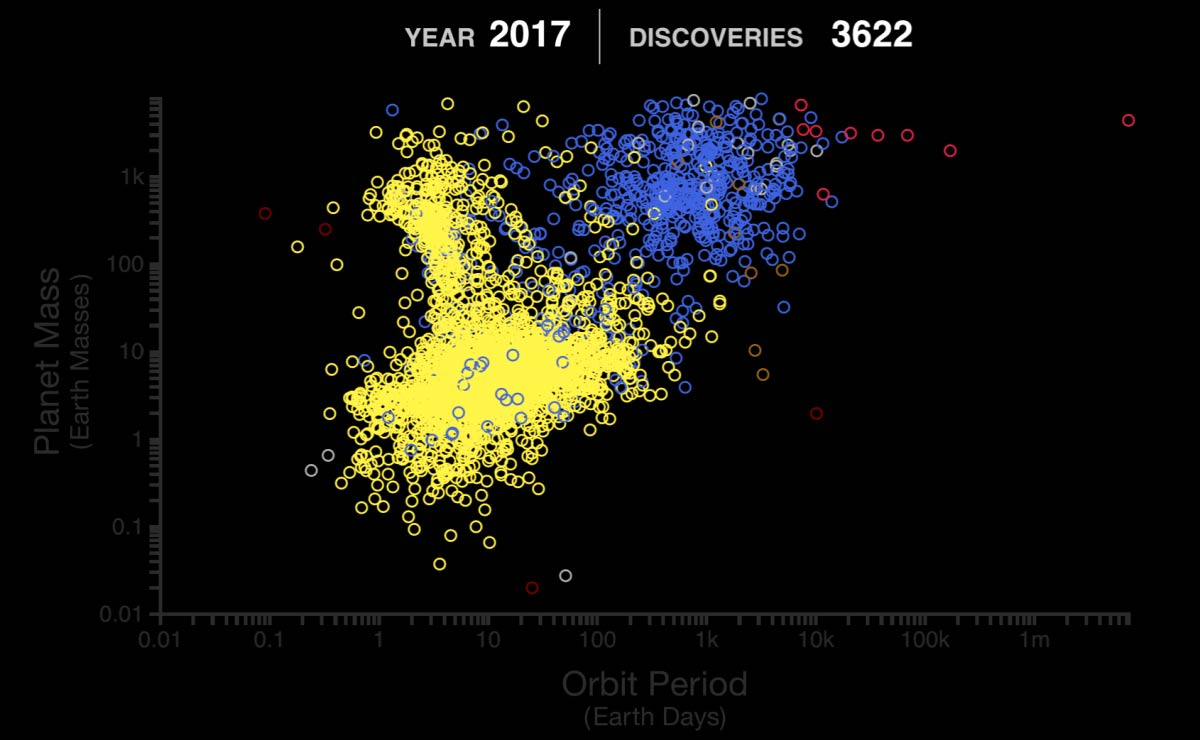 YEAR 2017 DISCOVERIES 3622
1k
100
10
1
0.1
0.01
Planet Mass
(Earth Masses)
0.01 0.1 1 10 100 1k 10k 100k 1m
Orbit Period
(Earth Days)